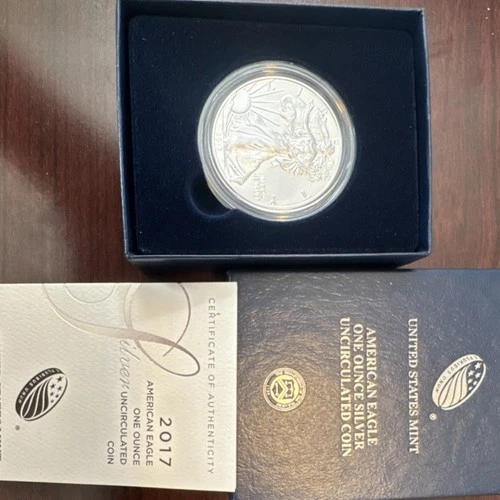 CERTIFICATE OF AUTHENTICITY
Silver
2017
AMERICAN EAGLE
ONE OUNCE
UNCIRCULATED
COIN
UNITED STATES MINT
AMERICAN EAGLE
ONE OUNCE SILVER
UNCIRCULATED COIN